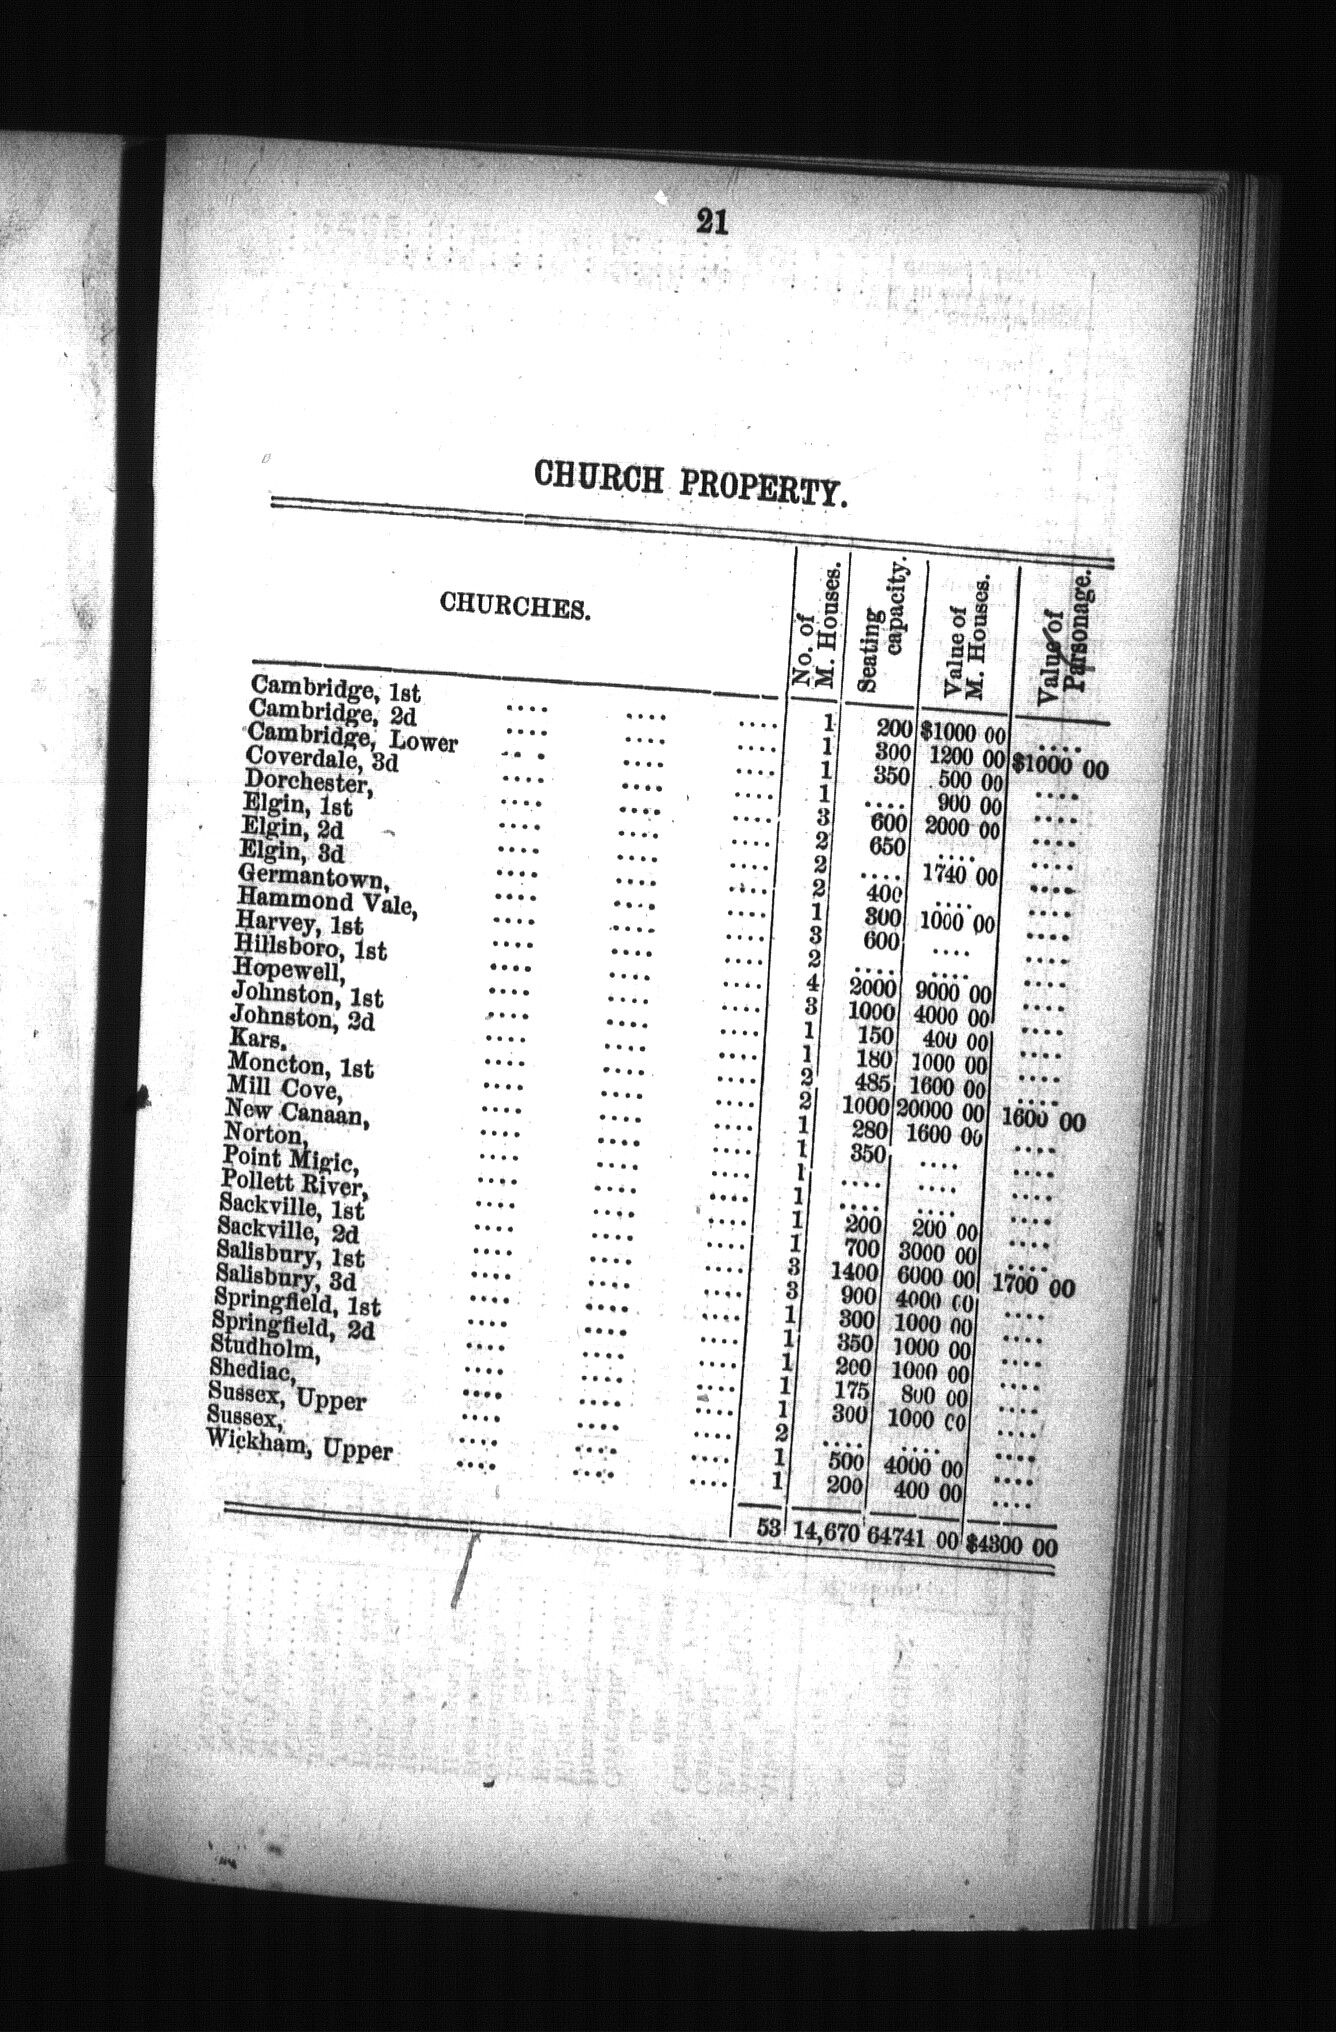 21
CHURCH PROPERTY.
CHURCHES. No. of M. Houses. Seating capacity. Value of M. Houses. Value of Parsonage.
Cambridge, 1st .... .... .... 1 200 $1000 00 ....
Cambridge, 2d .... .... .... 1 300 1200 00 $1000 00
Cambridge, Lower .... .... .... 1 350 500 00 ....
Coverdale, 3d .... .... .... 1 .... 900 00 ....
Dorchester, .... .... .... 3 600 2000 00 ....
Elgin, 1st .... .... .... 2 650 .... ....
Elgin, 2d .... .... .... 2 .... 1740 00 ....
Elgin, 3d .... .... .... 2 400 .... ....
Germantown, .... .... .... 1 300 1000 00 ....
Hammond Vale, .... .... .... 3 600 .... ....
Harvey, 1st .... .... .... 2 .... .... ....
Hillsboro, 1st .... .... .... 4 2000 9000 00 ....
Hopewell, .... .... .... 3 1000 4000 00 ....
Johnston, 1st .... .... .... 1 150 400 00 ....
Johnston, 2d .... .... .... 1 180 1000 00 ....
Kars, .... .... .... 2 485 1600 00 ....
Moncton, 1st .... .... .... 2 1000 20000 00 1600 00
Mill Cove, .... .... .... 1 280 1600 00 ....
New Canaan, .... .... .... 1 350 .... ....
Norton, .... .... .... 1 .... .... ....
Point Migic, .... .... .... 1 .... .... ....
Pollett River, .... .... .... 1 200 200 00 ....
Sackville, 1st .... .... .... 1 700 3000 00 ....
Sackville, 2d .... .... .... 3 1400 6000 00 1700 00
Salisbury, 1st .... .... .... 3 900 4000 00 ....
Salisbury, 3d .... .... .... 1 300 1000 00 ....
Springfield, 1st .... .... .... 1 350 1000 00 ....
Springfield, 2d .... .... .... 1 200 1000 00 ....
Studholm, .... .... .... 1 175 800 00 ....
Shediac, .... .... .... 1 300 1000 00 ....
Sussex, Upper .... .... .... 2 .... .... ....
Sussex, .... .... .... 1 500 4000 00 ....
Wickham, Upper .... .... .... 1 200 400 00 ....
53 14,670 64741 00 $4300 00